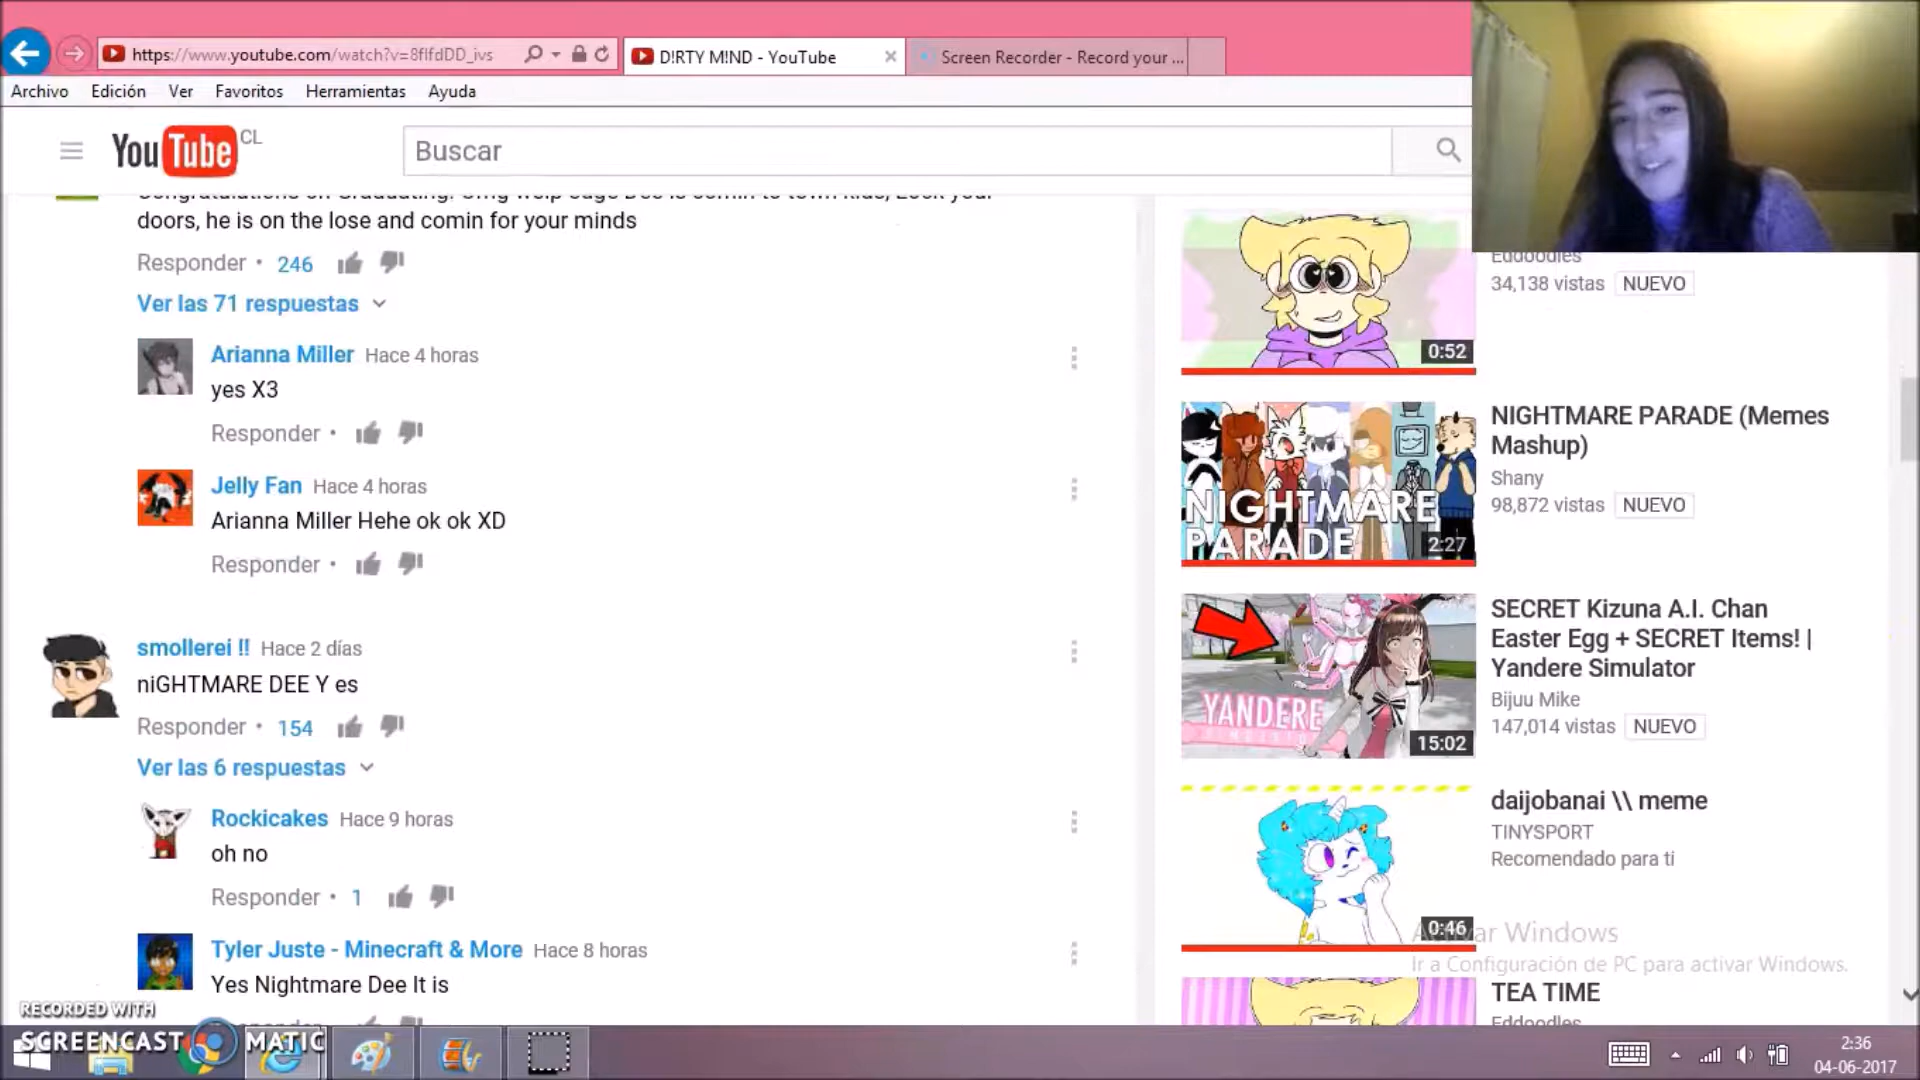 https://www.youtube.com/watch?v=8flfdDD_ivs
D!RTY M!ND - YouTube
Screen Recorder - Record your ...
Archivo Edición Ver Favoritos Herramientas Ayuda
YouTube CL
Buscar
doors, he is on the lose and comin for your minds
Responder • 246
Ver las 71 respuestas
Arianna Miller Hace 4 horas
yes X3
Responder •
Jelly Fan Hace 4 horas
Arianna Miller Hehe ok ok XD
Responder •
smollerei !! Hace 2 días
niGHTMARE DEE Y es
Responder • 154
Ver las 6 respuestas
Rockicakes Hace 9 horas
oh no
Responder • 1
Tyler Juste - Minecraft & More Hace 8 horas
Yes Nightmare Dee It is
Eddoodles
34,138 vistas NUEVO
0:52
NIGHTMARE PARADE (Memes
Mashup)
Shany
98,872 vistas NUEVO
NIGHTMARE
PARADE
2:27
SECRET Kizuna A.I. Chan
Easter Egg + SECRET Items! |
Yandere Simulator
Bijuu Mike
147,014 vistas NUEVO
YANDERE
15:02
daijobanai \\ meme
TINYSPORT
Recomendado para ti
0:46
Activar Windows
Ir a Configuración de PC para activar Windows.
TEA TIME
Eddoodles
RECORDED WITH
SCREENCAST MATIC
2:36
04-06-2017